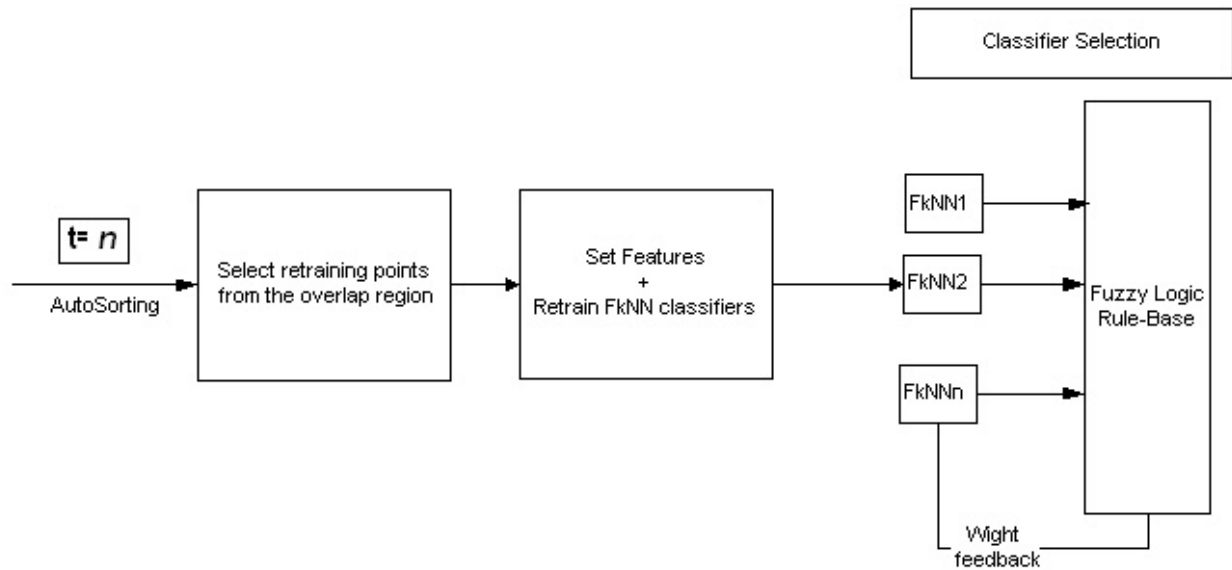 Classifier Selection
t= n
AutoSorting
Select retraining points
from the overlap region
Set Features
+
Retrain FkNN classifiers
FkNN1
FkNN2
FkNNn
Fuzzy Logic
Rule-Base
Wight
feedback